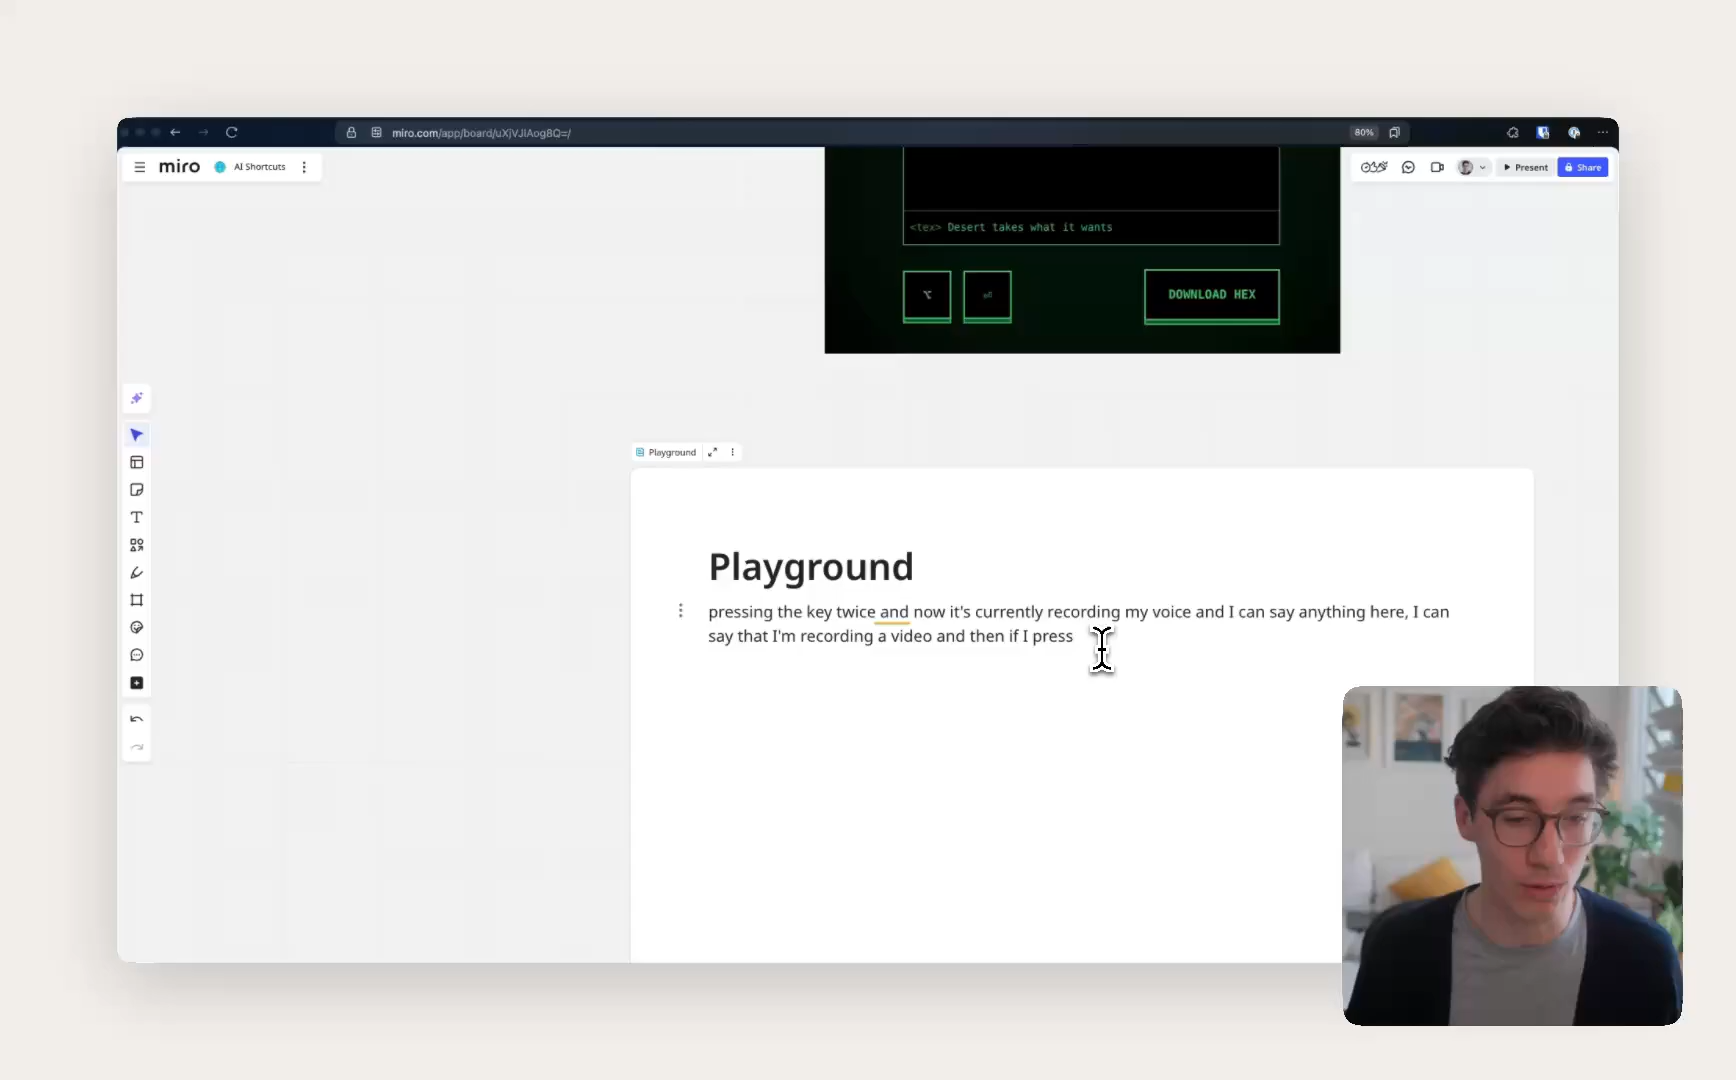 miro.com/app/board/uXjVJIAog8Q=/
80%
miro
AI Shortcuts
Present
Share
<tex> Desert takes what it wants
⌥
⏎
DOWNLOAD HEX
Playground
Playground
pressing the key twice and now it's currently recording my voice and I can say anything here, I can
say that I'm recording a video and then if I press